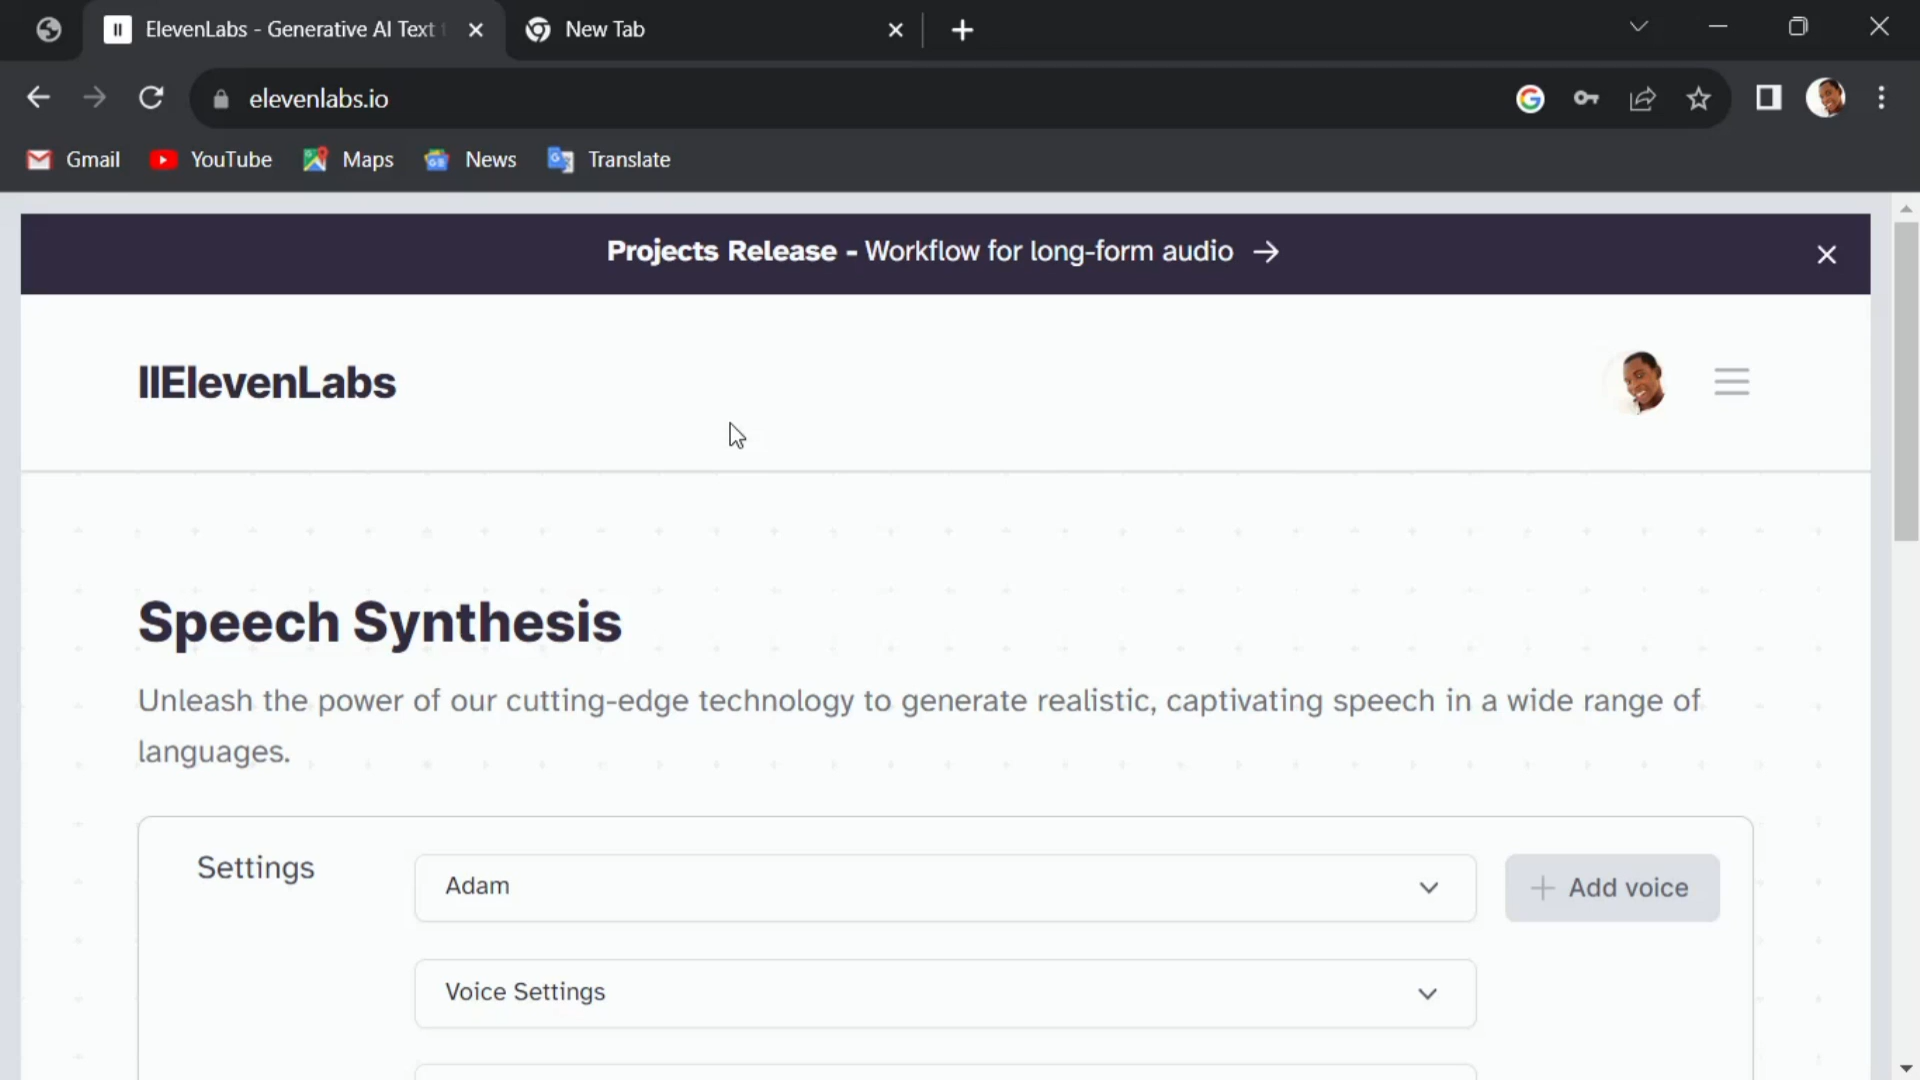 ElevenLabs - Generative AI Text
New Tab
elevenlabs.io
Gmail
YouTube
Maps
News
Translate
Projects Release - Workflow for long-form audio →
IIElevenLabs
Speech Synthesis
Unleash the power of our cutting-edge technology to generate realistic, captivating speech in a wide range of
languages.
Settings
Adam
+ Add voice
Voice Settings